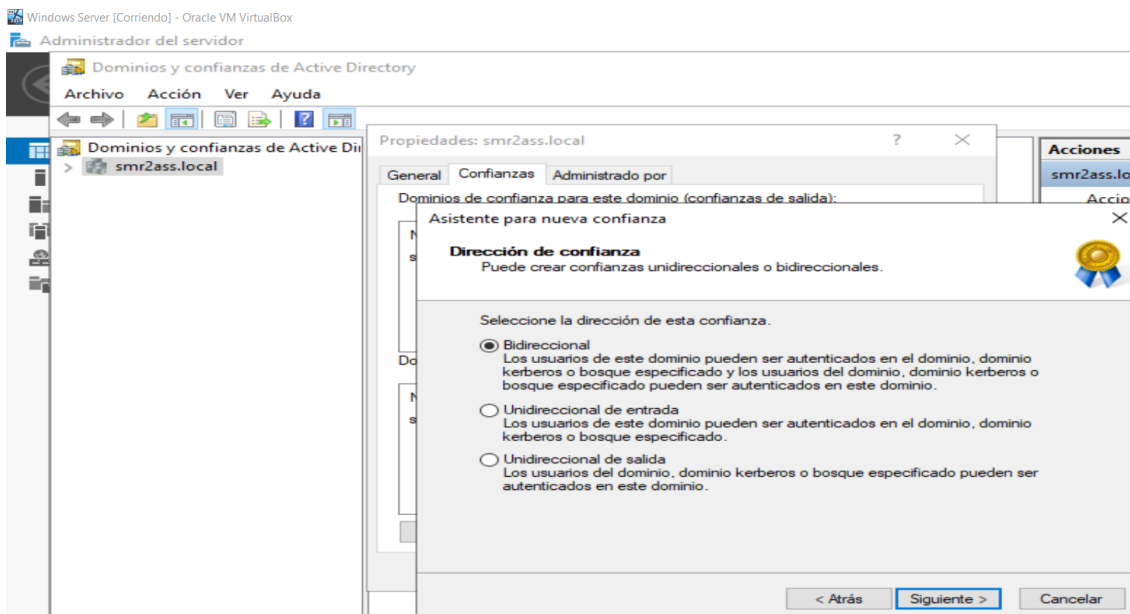 Windows Server [Corriendo] - Oracle VM VirtualBox
Administrador del servidor
Dominios y confianzas de Active Directory
Archivo Acción Ver Ayuda
Dominios y confianzas de Active Di
smr2ass.local
Propiedades: smr2ass.local
General Confianzas Administrado por
Dominios de confianza para este dominio (confianzas de salida):
N
s
Do
N
s
Acciones
smr2ass.lo
Accio
Asistente para nueva confianza
Dirección de confianza
Puede crear confianzas unidireccionales o bidireccionales.
Seleccione la dirección de esta confianza.
Bidireccional
Los usuarios de este dominio pueden ser autenticados en el dominio, dominio
kerberos o bosque especificado y los usuarios del dominio, dominio kerberos o
bosque especificado pueden ser autenticados en este dominio.
Unidireccional de entrada
Los usuarios de este dominio pueden ser autenticados en el dominio, dominio
kerberos o bosque especificado.
Unidireccional de salida
Los usuarios del dominio, dominio kerberos o bosque especificado pueden ser
autenticados en este dominio.
< Atrás
Siguiente >
Cancelar